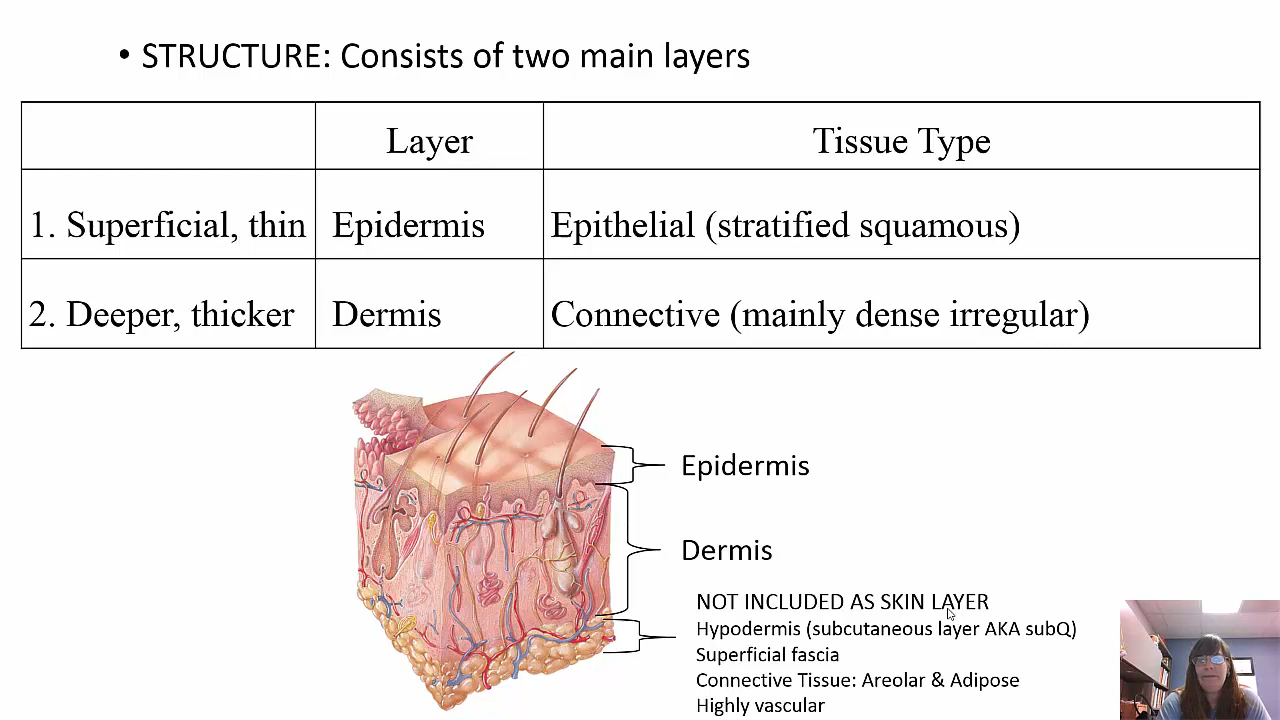 • STRUCTURE: Consists of two main layers
Layer Tissue Type
1. Superficial, thin Epidermis Epithelial (stratified squamous)
2. Deeper, thicker Dermis Connective (mainly dense irregular)
Epidermis
Dermis
NOT INCLUDED AS SKIN LAYER
Hypodermis (subcutaneous layer AKA subQ)
Superficial fascia
Connective Tissue: Areolar & Adipose
Highly vascular